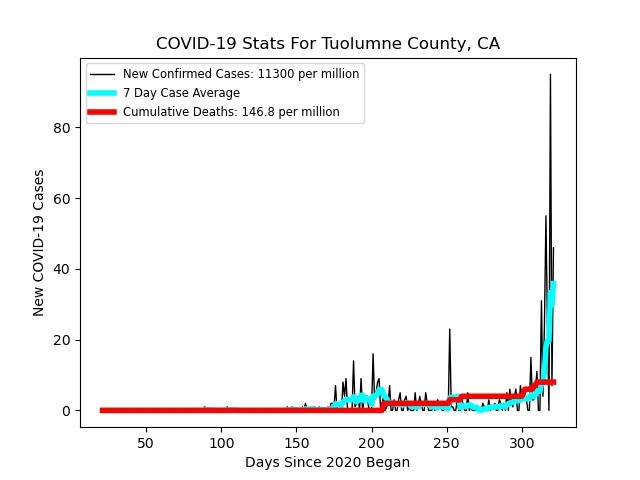 COVID-19 Stats For Tuolumne County, CA
New Confirmed Cases: 11300 per million
7 Day Case Average
Cumulative Deaths: 146.8 per million
New COVID-19 Cases
80
60
40
20
0
50 100 150 200 250 300
Days Since 2020 Began